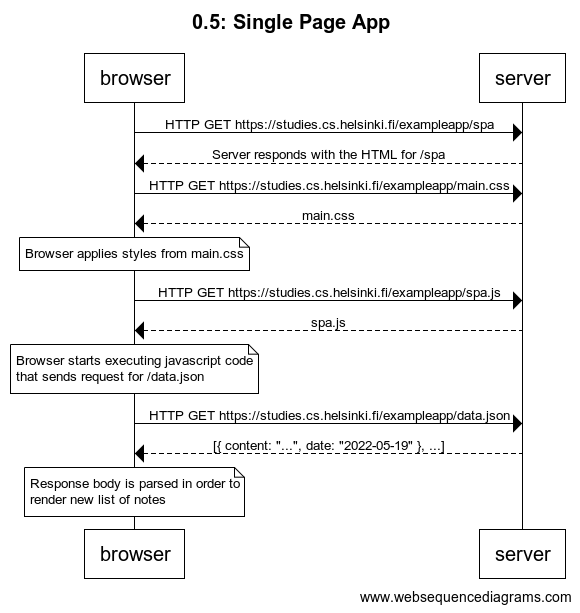 0.5: Single Page App
browser
server
HTTP GET https://studies.cs.helsinki.fi/exampleapp/spa
Server responds with the HTML for /spa
HTTP GET https://studies.cs.helsinki.fi/exampleapp/main.css
main.css
Browser applies styles from main.css
HTTP GET https://studies.cs.helsinki.fi/exampleapp/spa.js
spa.js
Browser starts executing javascript code
that sends request for /data.json
HTTP GET https://studies.cs.helsinki.fi/exampleapp/data.json
[{ content: "...", date: "2022-05-19" }, ...]
Response body is parsed in order to
render new list of notes
browser
server
www.websequencediagrams.com